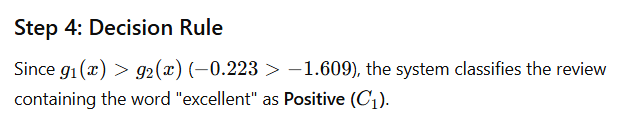 Step 4: Decision Rule
Since g₁(x) > g₂(x) (−0.223 > −1.609), the system classifies the review
containing the word "excellent" as Positive (C₁).